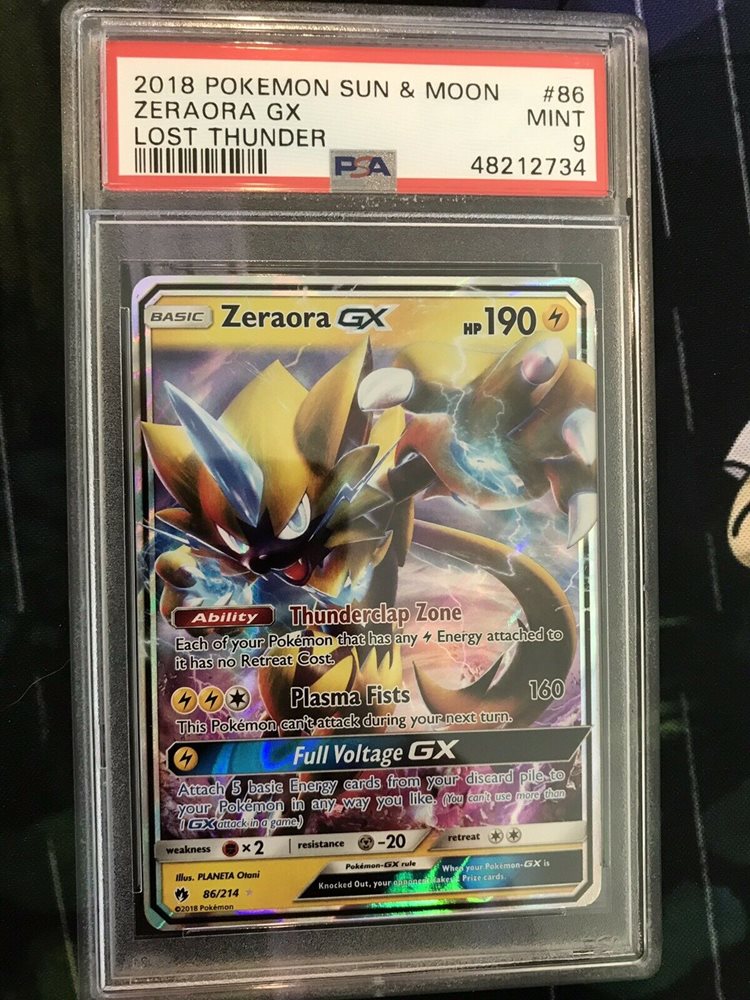 2018 POKEMON SUN & MOON #86
ZERAORA GX MINT
LOST THUNDER 9
PSA 48212734
BASIC Zeraora GX HP 190
Ability Thunderclap Zone
Each of your Pokémon that has any Energy attached to
it has no Retreat Cost.
Plasma Fists 160
This Pokémon can't attack during your next turn.
Full Voltage GX
Attach 5 basic Energy cards from your discard pile to
your Pokémon in any way you like. (You can't use more than
1 GX attack in a game.)
weakness ×2 resistance -20 retreat
Pokémon-GX rule When your Pokémon-GX is
Knocked Out, your opponent takes 2 Prize cards.
Illus. PLANETA Otani
86/214
©2018 Pokémon